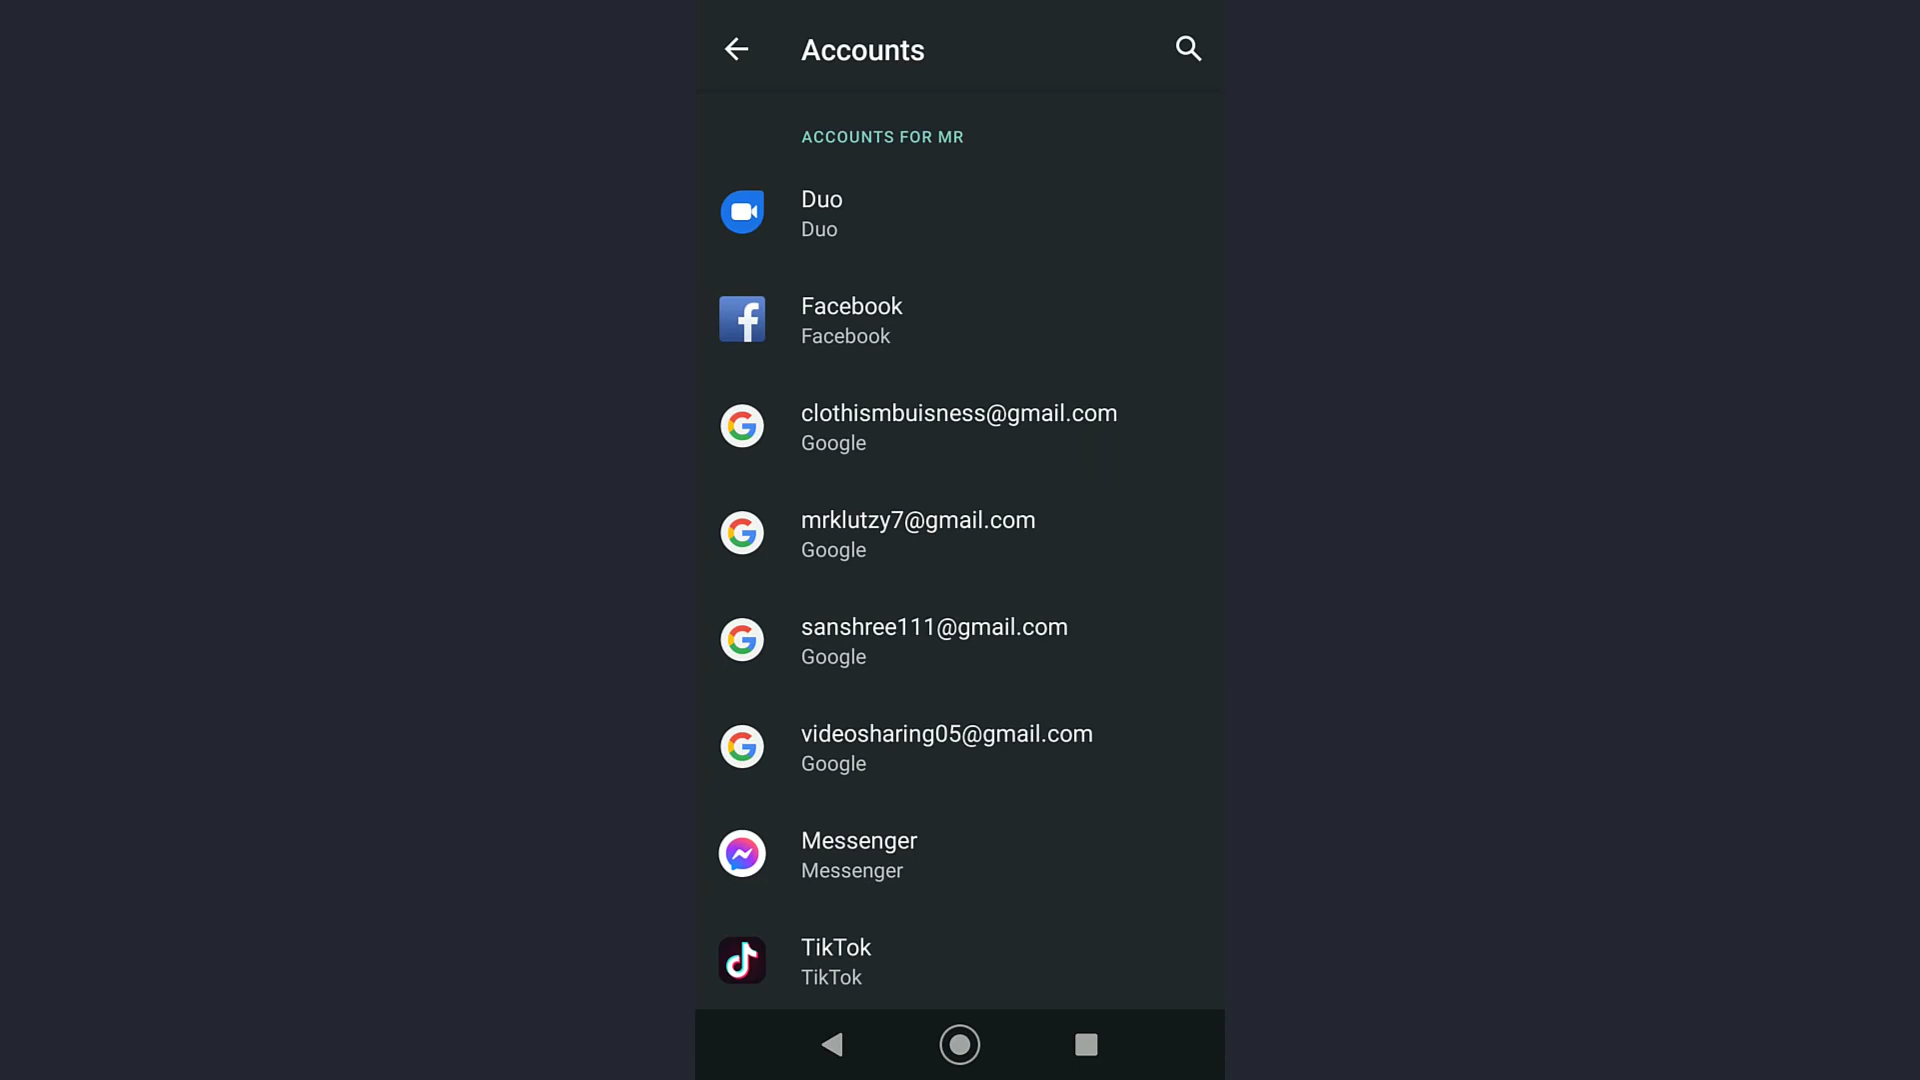 Accounts
ACCOUNTS FOR MR
Duo
Duo
Facebook
Facebook
clothismbuisness@gmail.com
Google
mrklutzy7@gmail.com
Google
sanshree111@gmail.com
Google
videosharing05@gmail.com
Google
Messenger
Messenger
TikTok
TikTok